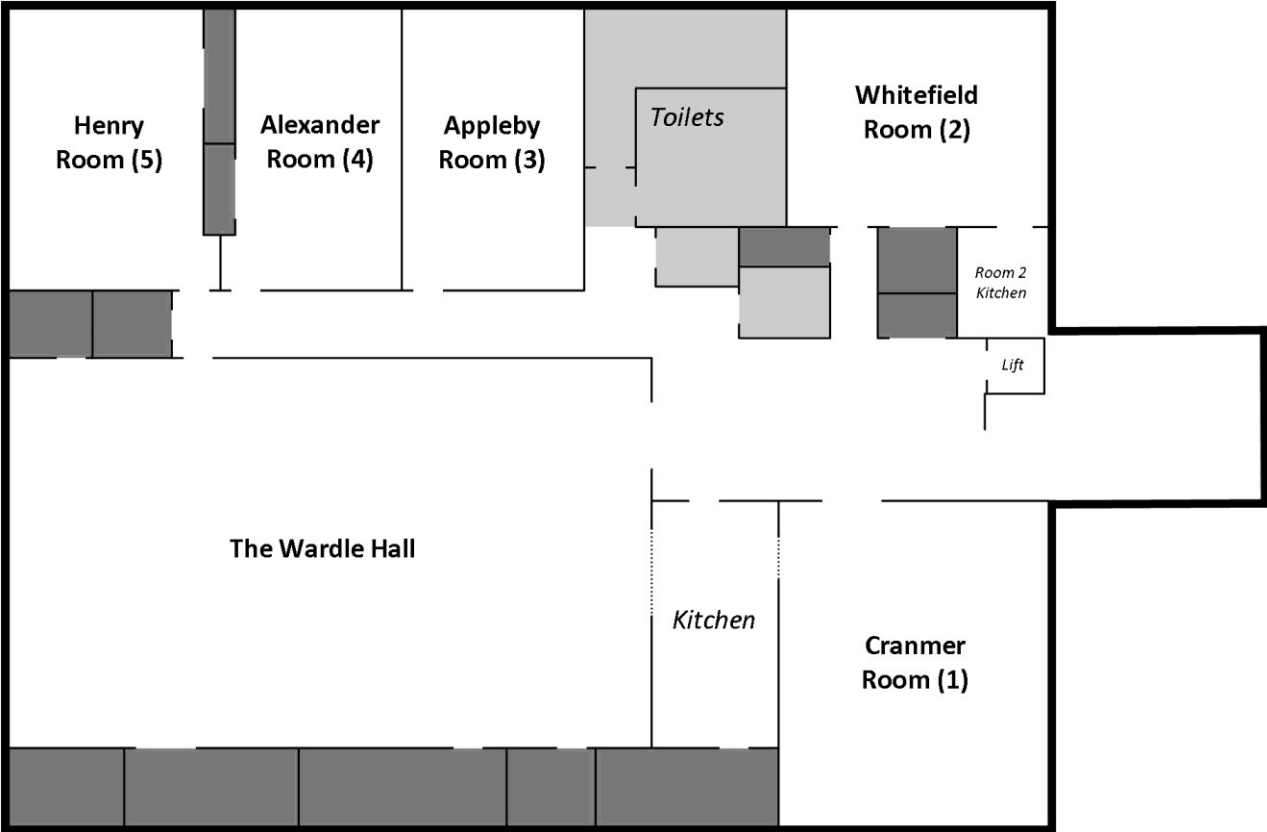 Henry
Room (5)
Alexander
Room (4)
Appleby
Room (3)
Toilets
Whitefield
Room (2)
Room 2
Kitchen
Lift
The Wardle Hall
Kitchen
Cranmer
Room (1)